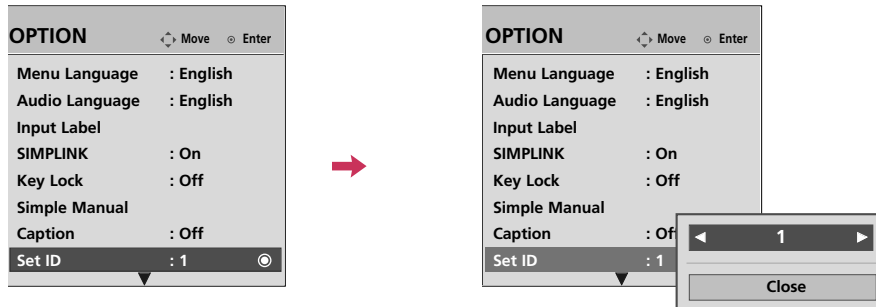 OPTION Move Enter
Menu Language : English
Audio Language : English
Input Label
SIMPLINK : On
Key Lock : Off
Simple Manual
Caption : Off
Set ID : 1
OPTION Move Enter
Menu Language : English
Audio Language : English
Input Label
SIMPLINK : On
Key Lock : Off
Simple Manual
Caption : Of
Set ID : 1
1
Close